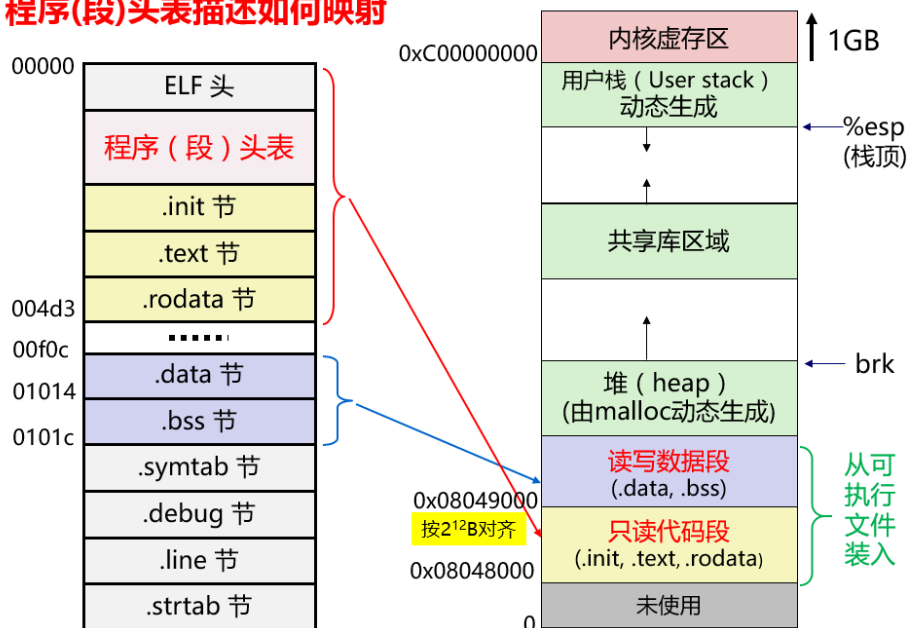 程序(段)头表描述如何映射
00000
ELF 头
程序（段）头表
.init 节
.text 节
.rodata 节
004d3
00f0c
.data 节
01014
.bss 节
0101c
.symtab 节
.debug 节
.line 节
.strtab 节
0xC00000000
内核虚存区
1GB
用户栈（User stack）
动态生成
%esp
(栈顶)
共享库区域
brk
堆（heap）
(由malloc动态生成)
读写数据段
(.data, .bss)
0x08049000
按2¹²B对齐
只读代码段
(.init, .text, .rodata)
0x08048000
未使用
0
从可
执行
文件
装入